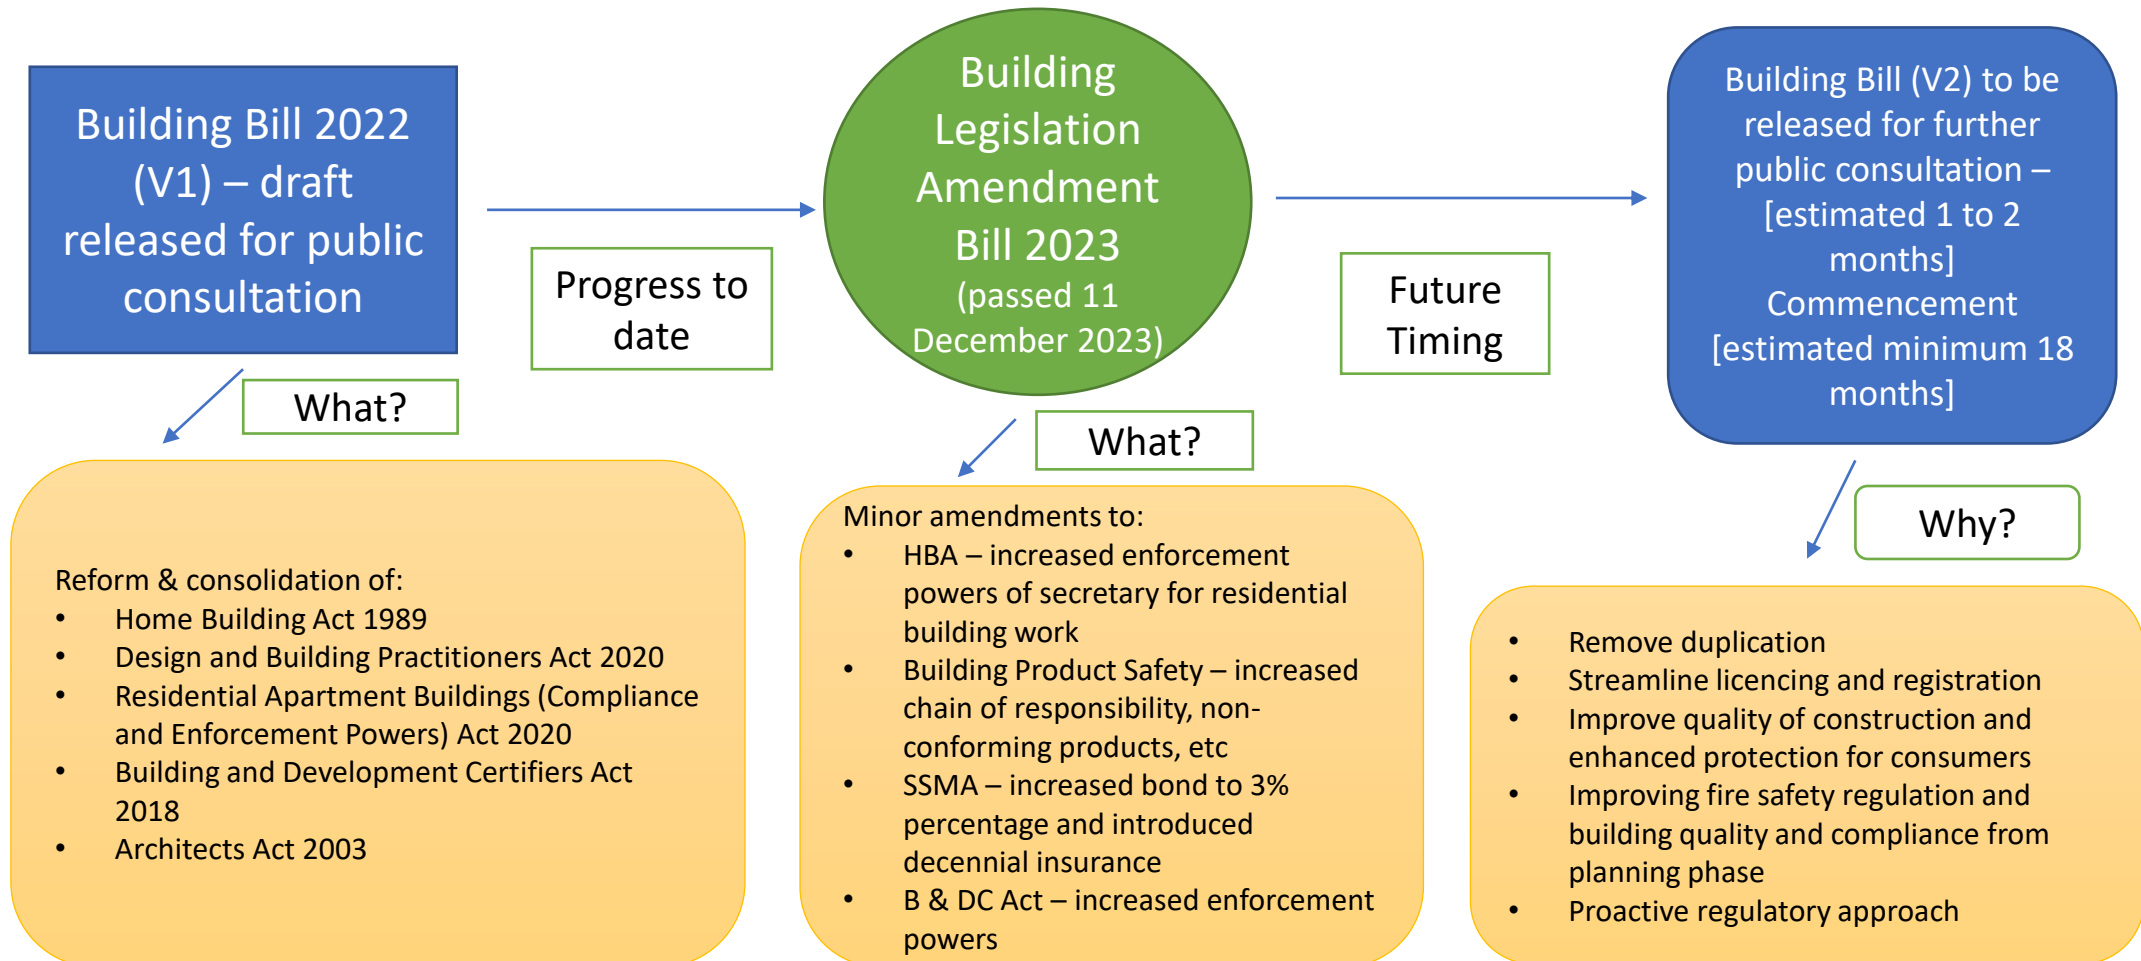 Building Bill 2022
(V1) – draft
released for public
consultation
Progress to
date
Building
Legislation
Amendment
Bill 2023
(passed 11
December 2023)
Future
Timing
Building Bill (V2) to be
released for further
public consultation –
[estimated 1 to 2
months]
Commencement
[estimated minimum 18
months]
What?
Reform & consolidation of:
• Home Building Act 1989
• Design and Building Practitioners Act 2020
• Residential Apartment Buildings (Compliance
and Enforcement Powers) Act 2020
• Building and Development Certifiers Act
2018
• Architects Act 2003
What?
Minor amendments to:
• HBA – increased enforcement
powers of secretary for residential
building work
• Building Product Safety – increased
chain of responsibility, non-
conforming products, etc
• SSMA – increased bond to 3%
percentage and introduced
decennial insurance
• B & DC Act – increased enforcement
powers
Why?
• Remove duplication
• Streamline licencing and registration
• Improve quality of construction and
enhanced protection for consumers
• Improving fire safety regulation and
building quality and compliance from
planning phase
• Proactive regulatory approach